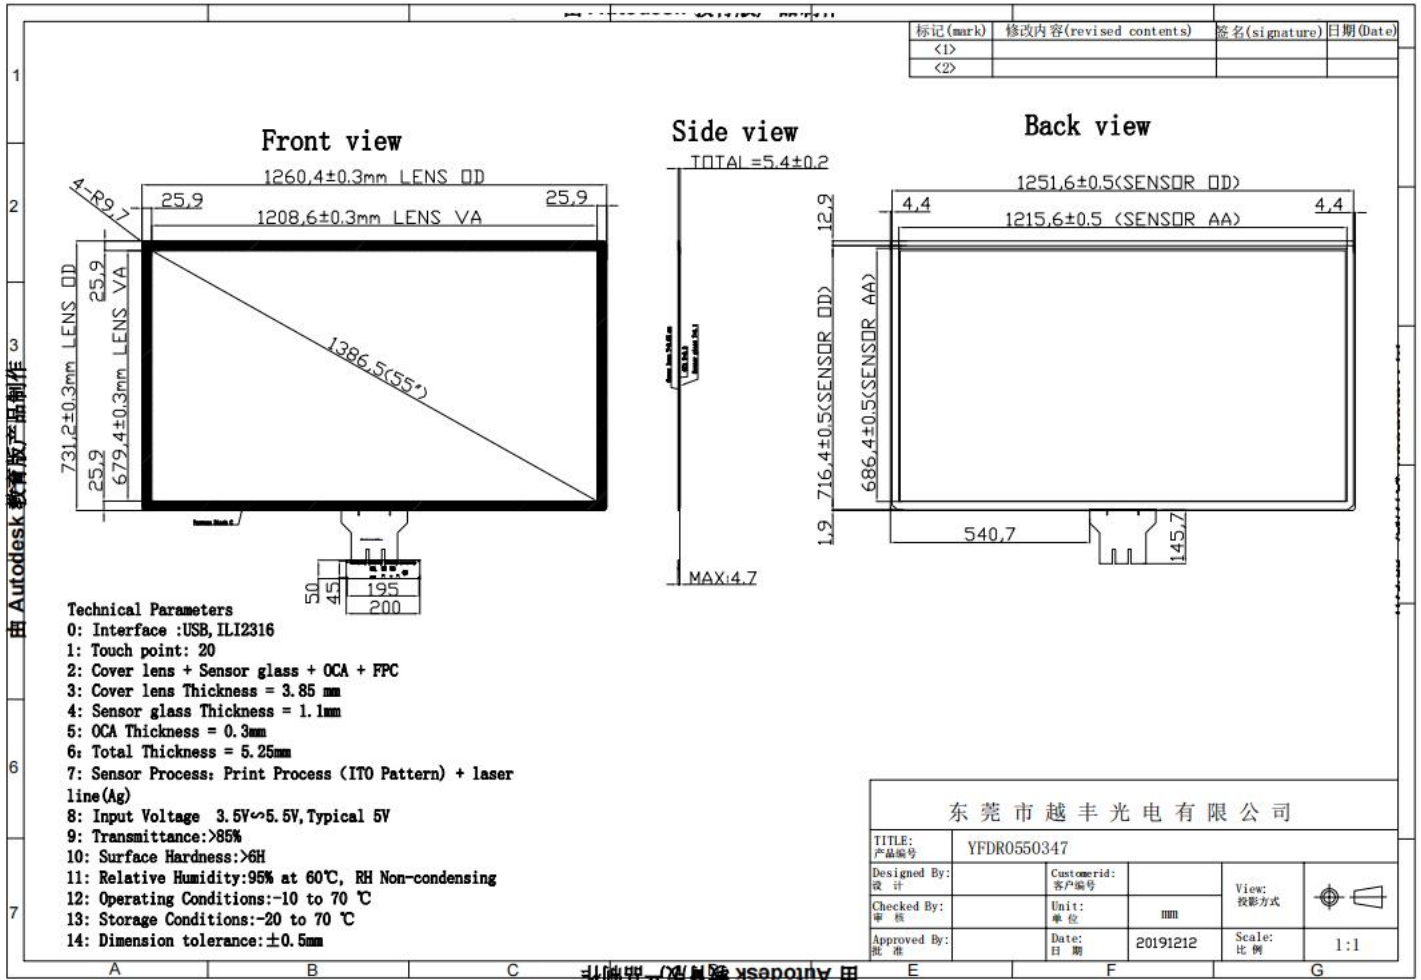 标记(mark) 修改内容(revised contents) 签名(signature) 日期(Date)
<1>
<2>
1
2
3
6
7
Front view
1260,4±0.3mm LENS OD
4-R9,7
25,9
25,9
1208,6±0.3mm LENS VA
731,2±0.3mm LENS OD
25,9
679,4±0.3mm LENS VA
25,9
1386,5(55")
50
45
195
200
Side view
TOTAL=5.4±0.2
MAX:4.7
Back view
1251,6±0.5(SENSOR OD)
4,4
4,4
1215,6±0.5 (SENSOR AA)
12,9
716,4±0.5(SENSOR OD)
686,4±0.5(SENSOR AA)
1,9
540,7
145,7
由 Autodesk 教育版产品制作
Technical Parameters
0: Interface :USB,ILI2316
1: Touch point: 20
2: Cover lens + Sensor glass + OCA + FPC
3: Cover lens Thickness = 3.85 mm
4: Sensor glass Thickness = 1.1mm
5: OCA Thickness = 0.3mm
6: Total Thickness = 5.25mm
7: Sensor Process: Print Process (ITO Pattern) + laser
line(Ag)
8: Input Voltage 3.5V∽5.5V,Typical 5V
9: Transmittance:>85%
10: Surface Hardness:>6H
11: Relative Humidity:95% at 60℃, RH Non-condensing
12: Operating Conditions:-10 to 70 ℃
13: Storage Conditions:-20 to 70 ℃
14: Dimension tolerance:±0.5mm
东莞市越丰光电有限公司
TITLE:
产品编号
YFDR0550347
Designed By:
设 计
Customerid:
客户编号
View:
投影方式
Checked By:
审 核
Unit:
单 位
mm
Approved By:
批 准
Date:
日 期
20191212
Scale:
比 例
1:1
A B C E F G
由 Autodesk 教育版产品制作